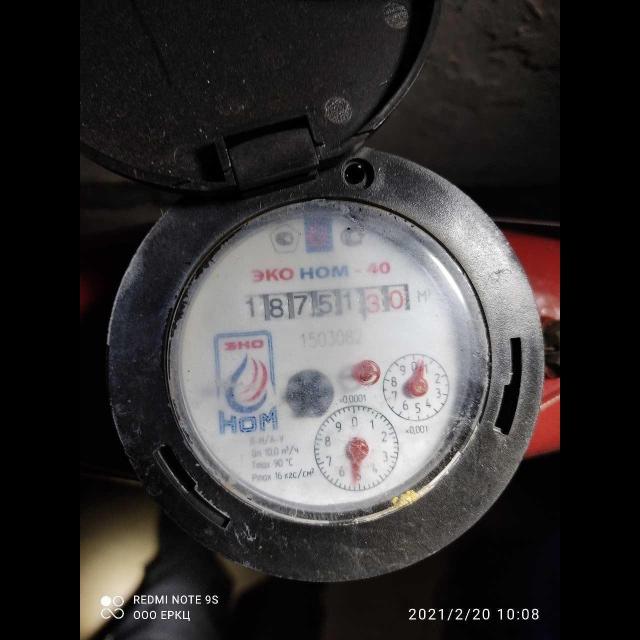 ЭКО НОМ - 40
1875130 М³
1503082
ЭКО
НОМ
Qn 10.0 м³/ч
Tmax 90 °C
Pmax 16 кгс/см²
x0,0001
x0,001
REDMI NOTE 9S
ООО ЕРКЦ
2021/2/20 10:08